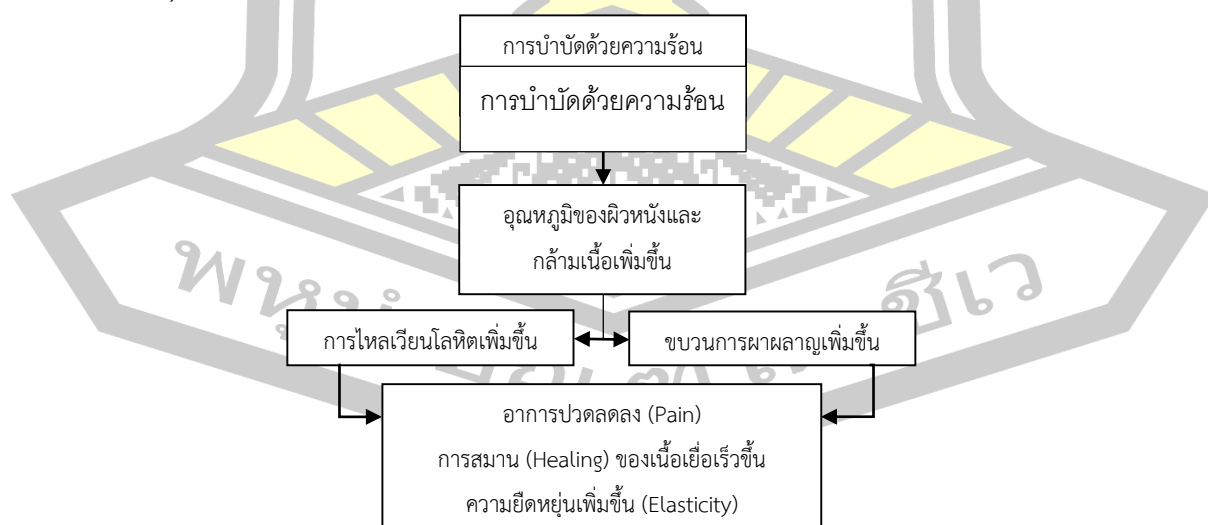 การบำบัดด้วยความร้อน
การบำบัดด้วยความร้อน
อุณหภูมิของผิวหนังและ
กล้ามเนื้อเพิ่มขึ้น
การไหลเวียนโลหิตเพิ่มขึ้น
ขบวนการผาผลาญเพิ่มขึ้น
อาการปวดลดลง (Pain)
การสมาน (Healing) ของเนื้อเยื่อเร็วขึ้น
ความยืดหยุ่นเพิ่มขึ้น (Elasticity)
ชีเว